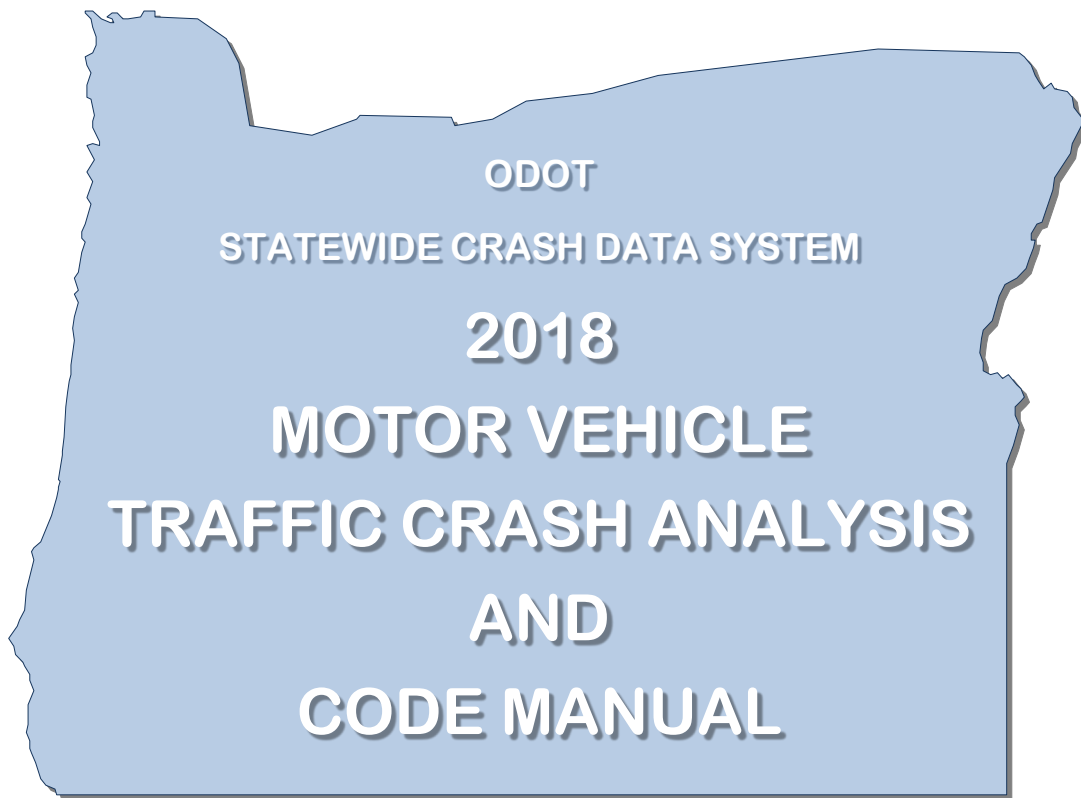 ODOT
STATEWIDE CRASH DATA SYSTEM
2018
MOTOR VEHICLE
TRAFFIC CRASH ANALYSIS
AND
CODE MANUAL